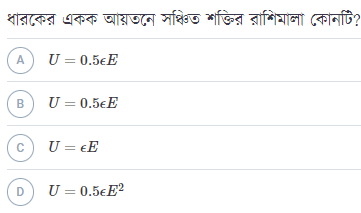 ধারকের একক আয়তনে সঞ্চিত শক্তির রাশিমালা কোনটি?
A U = 0.5ϵE
B U = 0.5ϵE
C U = ϵE
D U = 0.5ϵE²